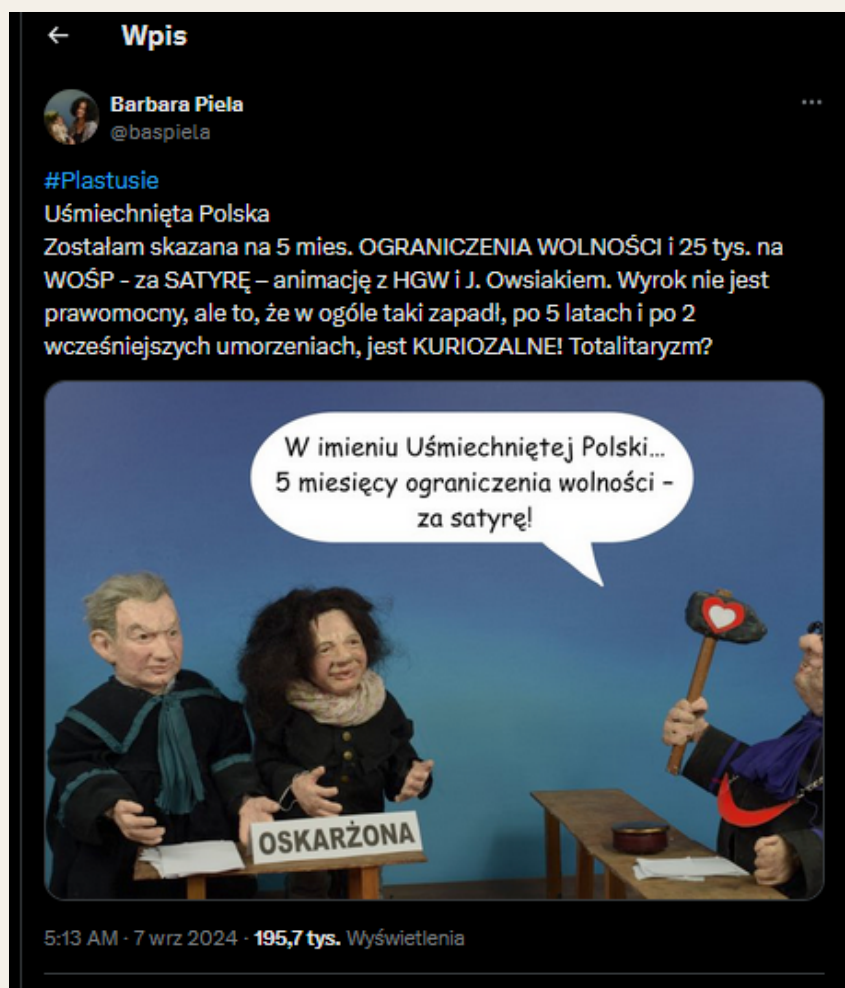 Wpis
Barbara Piela
@baspiela
#Plastusie
Uśmiechnięta Polska
Zostałam skazana na 5 mies. OGRANICZENIA WOLNOŚCI i 25 tys. na
WOŚP - za SATYRĘ – animację z HGW i J. Owsiakiem. Wyrok nie jest
prawomocny, ale to, że w ogóle taki zapadł, po 5 latach i po 2
wcześniejszych umorzeniach, jest KURIOZALNE! Totalitaryzm?
W imieniu Uśmiechniętej Polski...
5 miesięcy ograniczenia wolności –
za satyrę!
OSKARŻONA
5:13 AM · 7 wrz 2024 · 195,7 tys. Wyświetlenia